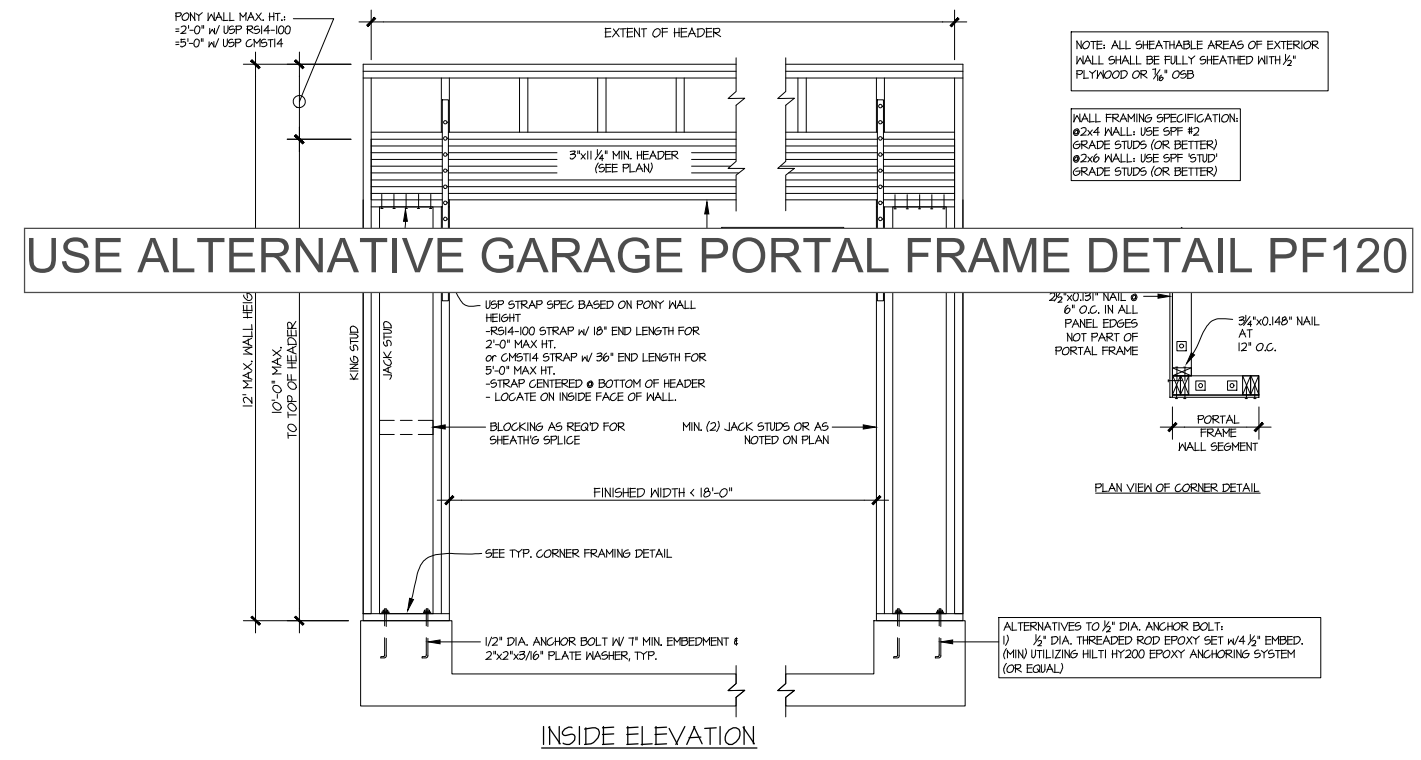 PONY WALL MAX. HT.:
=2'-0" W/ USP RS14-100
=5'-0" W/ USP CMST14
EXTENT OF HEADER
NOTE: ALL SHEATHABLE AREAS OF EXTERIOR
WALL SHALL BE FULLY SHEATHED WITH 1/2"
PLYWOOD OR 7/16" OSB
WALL FRAMING SPECIFICATION:
@2x4 WALL: USE SPF #2
GRADE STUDS (OR BETTER)
@2x6 WALL: USE SPF 'STUD'
GRADE STUDS (OR BETTER)
3"x11 1/4" MIN. HEADER
(SEE PLAN)
USE ALTERNATIVE GARAGE PORTAL FRAME DETAIL PF120
12' MAX. WALL
10'-0" MAX.
TO TOP OF HEADER
KING STUD
JACK STUD
USP STRAP SPEC BASED ON PONY WALL
HEIGHT
-RS14-100 STRAP W/ 18" END LENGTH FOR
2'-0" MAX HT.
or CMST14 STRAP W/ 36" END LENGTH FOR
5'-0" MAX HT.
-STRAP CENTERED @ BOTTOM OF HEADER
- LOCATE ON INSIDE FACE OF WALL.
BLOCKING AS REQ'D FOR
SHEATH'G SPLICE
MIN. (2) JACK STUDS OR AS
NOTED ON PLAN
FINISHED WIDTH < 18'-0"
SEE TYP. CORNER FRAMING DETAIL
1/2" DIA. ANCHOR BOLT W/ 7" MIN. EMBEDMENT &
2"x2"x3/16" PLATE WASHER, TYP.
2 1/2"x0.131" NAIL @
6" O.C. IN ALL
PANEL EDGES
NOT PART OF
PORTAL FRAME
3 1/4"x0.148" NAIL
AT
12" O.C.
PORTAL
FRAME
WALL SEGMENT
PLAN VIEW OF CORNER DETAIL
ALTERNATIVES TO 1/2" DIA. ANCHOR BOLT:
1) 1/2" DIA. THREADED ROD EPOXY SET W/4 1/2" EMBED.
(MIN) UTILIZING HILTI HY200 EPOXY ANCHORING SYSTEM
(OR EQUAL)
INSIDE ELEVATION